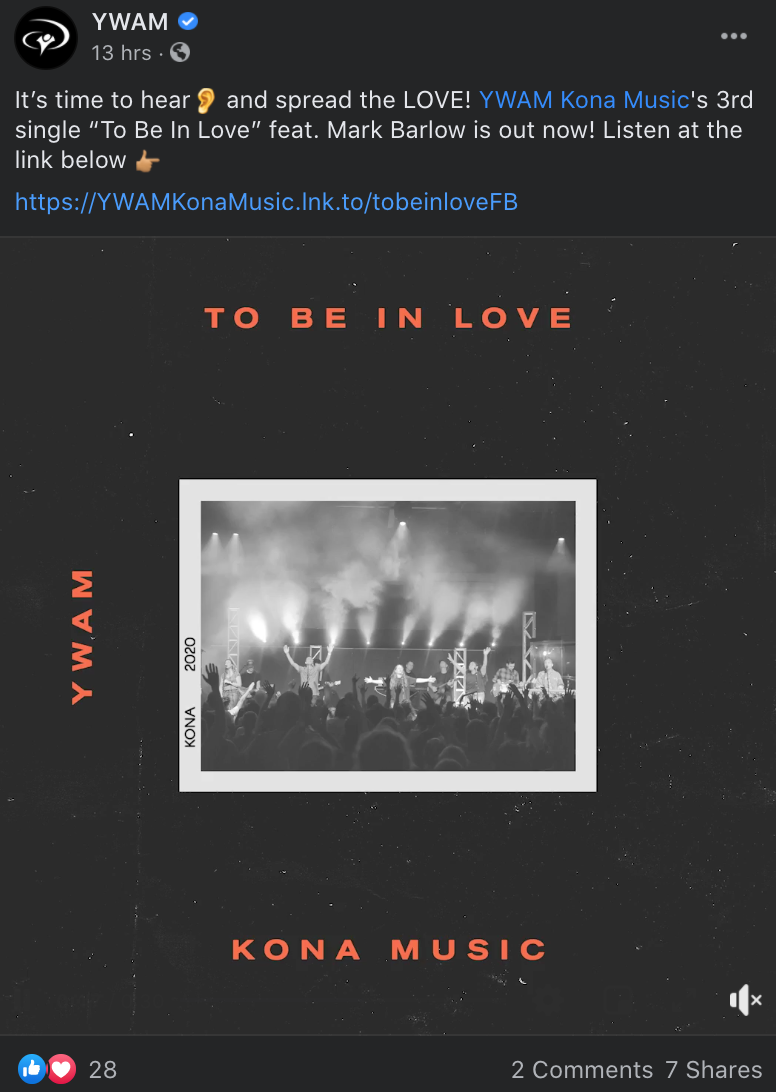 YWAM
13 hrs ·
It's time to hear👂 and spread the LOVE! YWAM Kona Music's 3rd
single “To Be In Love” feat. Mark Barlow is out now! Listen at the
link below 👉🏽
https://YWAMKonaMusic.lnk.to/tobeinloveFB
TO BE IN LOVE
YWAM
KONA 2020
KONA MUSIC
28
2 Comments 7 Shares